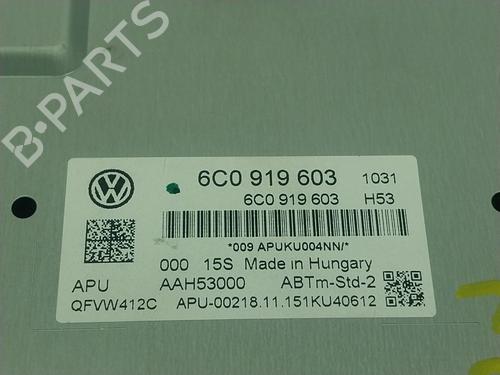 B-PARTS
6C0 919 603 1031
6C0 919 603 H53
*009 APUKU004NN/*
000 15S Made in Hungary
APU AAH53000 ABTm-Std-2
QFVW412C APU-00218.11.151KU40612